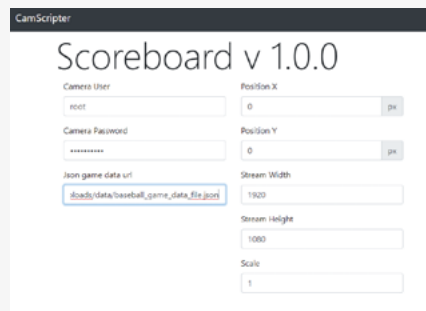 CamScripter
Scoreboard v 1.0.0
Camera User
root
Camera Password
••••••••••
Json game data url
/data/baseball_game_data_file.json
Position X
0 px
Position Y
0 px
Stream Width
1920
Stream Height
1080
Scale
1